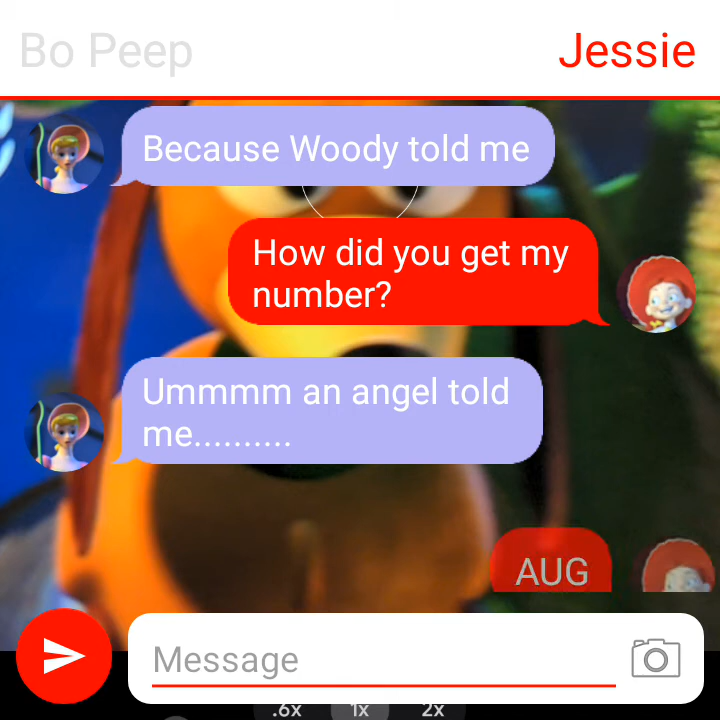 Bo Peep
Jessie
Because Woody told me
How did you get my
number?
Ummmm an angel told
me..........
AUG
Message
.6x 1x 2x